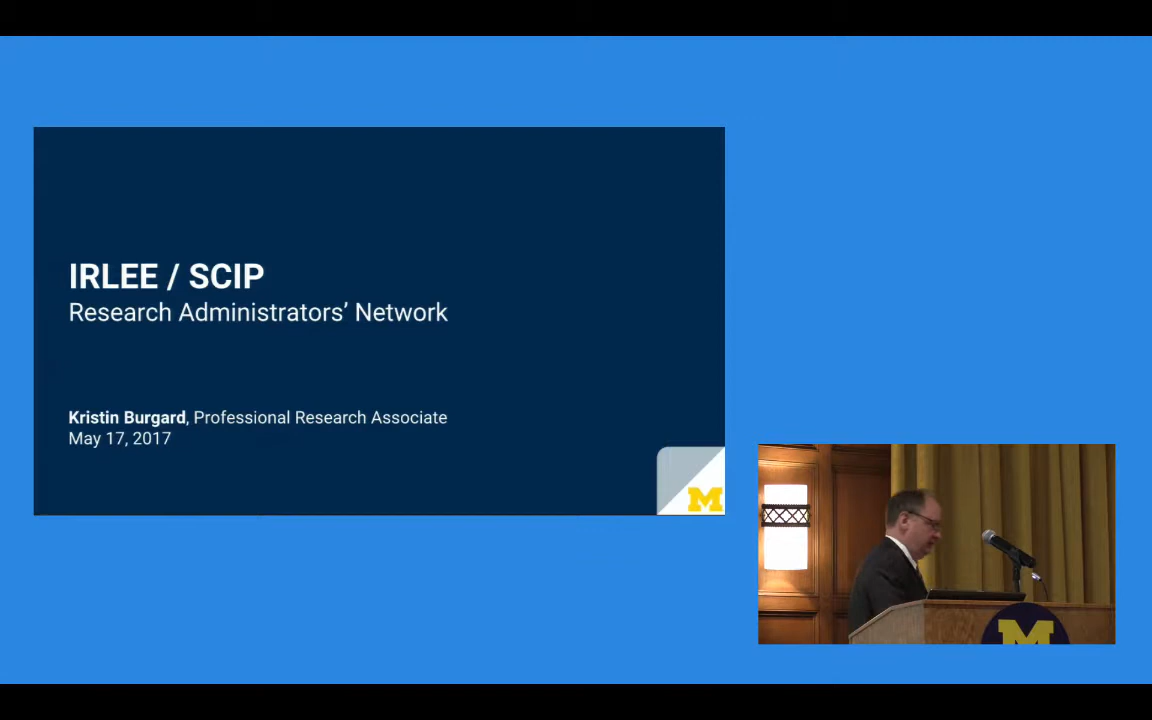 IRLEE / SCIP
Research Administrators’ Network
Kristin Burgard, Professional Research Associate
May 17, 2017
M
M